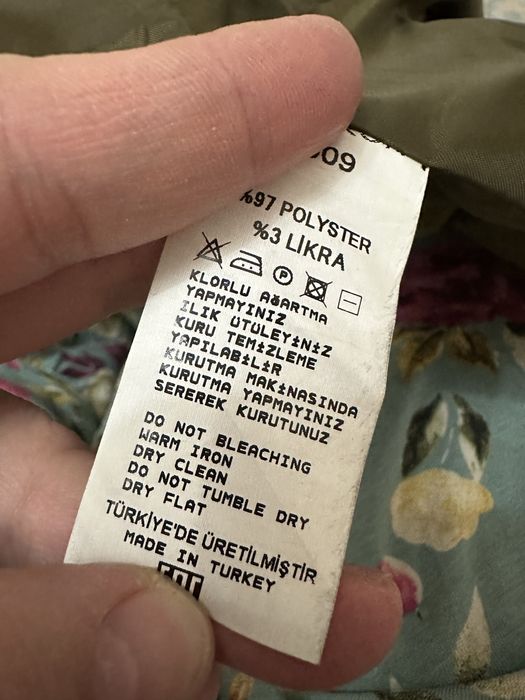 %97 POLYSTER
%3 LİKRA
P
KLORLU AĞARTMA
YAPMAYINIZ
ILIK ÜTÜLEYİNİZ
KURU TEMİZLEME
YAPILABİLİR
KURUTMA MAKİNASINDA
KURUTMA YAPMAYINIZ
SEREREK KURUTUNUZ
DO NOT BLEACHING
WARM IRON
DRY CLEAN
DO NOT TUMBLE DRY
DRY FLAT
TÜRKİYE'DE ÜRETİLMİŞTİR
MADE IN TURKEY